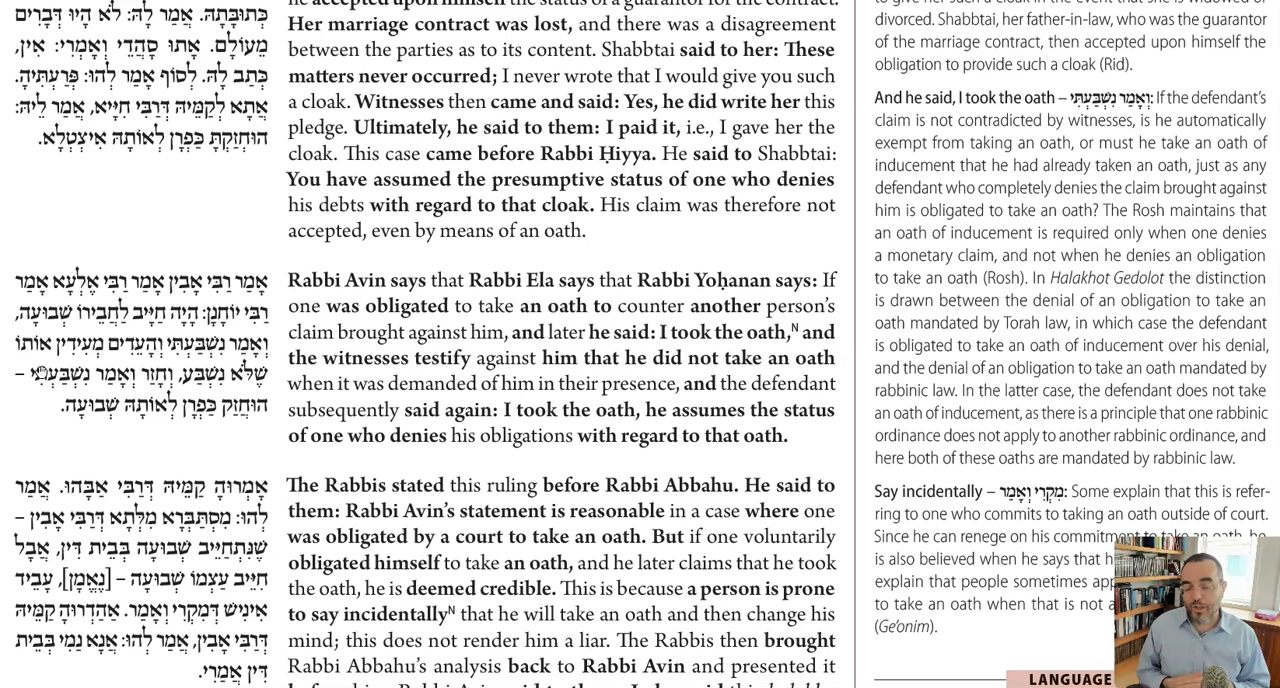 כְּתוּבָּתַהּ. אֲמַר לַהּ: לֹא הָיוּ דְּבָרִים
מֵעוֹלָם. אֲתוֹ סָהֲדֵי וְאָמְרִי: אִין,
כְּתַב לַהּ. לְסוֹף אֲמַר לְהוּ: פְּרַעְתִּיהָ.
אֲתָא לְקַמֵּיהּ דְּרַבִּי חִיָּיא, אֲמַר לֵיהּ:
הוּחְזַקְתָּ כַּפְרָן לְאוֹתָהּ אִיצְטְלָא.
אָמַר רַבִּי אָבִין אָמַר רַבִּי אֶלְעָא אָמַר
רַבִּי יוֹחָנָן: הָיָה חַיָּיב לַחֲבֵירוֹ שְׁבוּעָה,
וְאָמַר נִשְׁבַּעְתִּי וְהָעֵדִים מְעִידִין אוֹתוֹ
שֶׁלֹּא נִשְׁבַּע, וְחָזַר וְאָמַר נִשְׁבַּעְתִּי –
הוּחְזַק כַּפְרָן לְאוֹתָהּ שְׁבוּעָה.
אַמְרוּהָ קַמֵּיהּ דְּרַבִּי אַבָּהוּ. אֲמַר
לְהוּ: מִסְתַּבְּרָא מִלְּתָא דְּרַבִּי אָבִין –
שֶׁנִּתְחַיֵּיב שְׁבוּעָה בְּבֵית דִּין, אֲבָל
חִיֵּיב עַצְמוֹ שְׁבוּעָה – [נֶאֱמָן], עָבֵיד
אִינִישׁ דְּמִקְּרֵי וְאָמַר. אַהְדְּרוּהָ קַמֵּיהּ
דְּרַבִּי אָבִין, אֲמַר לְהוּ: אֲנָא נַמֵי בְּבֵית
דִּין אֲמַרִי.
he accepted upon himself the status of a guarantor for the contract.
Her marriage contract was lost, and there was a disagreement
between the parties as to its content. Shabbtai said to her: These
matters never occurred; I never wrote that I would give you such
a cloak. Witnesses then came and said: Yes, he did write her this
pledge. Ultimately, he said to them: I paid it, i.e., I gave her the
cloak. This case came before Rabbi Ḥiyya. He said to Shabbtai:
You have assumed the presumptive status of one who denies
his debts with regard to that cloak. His claim was therefore not
accepted, even by means of an oath.
Rabbi Avin says that Rabbi Ela says that Rabbi Yoḥanan says: If
one was obligated to take an oath to counter another person's
claim brought against him, and later he said: I took the oath,ᴺ and
the witnesses testify against him that he did not take an oath
when it was demanded of him in their presence, and the defendant
subsequently said again: I took the oath, he assumes the status
of one who denies his obligations with regard to that oath.
The Rabbis stated this ruling before Rabbi Abbahu. He said to
them: Rabbi Avin's statement is reasonable in a case where one
was obligated by a court to take an oath. But if one voluntarily
obligated himself to take an oath, and he later claims that he took
the oath, he is deemed credible. This is because a person is prone
to say incidentallyᴺ that he will take an oath and then change his
mind; this does not render him a liar. The Rabbis then brought
Rabbi Abbahu's analysis back to Rabbi Avin and presented it
to give her such a cloak in the event that she is widowed or
divorced. Shabbtai, her father-in-law, who was the guarantor
of the marriage contract, then accepted upon himself the
obligation to provide such a cloak (Rid).
And he said, I took the oath – וְאָמַר נִשְׁבַּעְתִּי: If the defendant's
claim is not contradicted by witnesses, is he automatically
exempt from taking an oath, or must he take an oath of
inducement that he had already taken an oath, just as any
defendant who completely denies the claim brought against
him is obligated to take an oath? The Rosh maintains that
an oath of inducement is required only when one denies
a monetary claim, and not when he denies an obligation
to take an oath (Rosh). In Halakhot Gedolot the distinction
is drawn between the denial of an obligation to take an
oath mandated by Torah law, in which case the defendant
is obligated to take an oath of inducement over his denial,
and the denial of an obligation to take an oath mandated by
rabbinic law. In the latter case, the defendant does not take
an oath of inducement, as there is a principle that one rabbinic
ordinance does not apply to another rabbinic ordinance, and
here both of these oaths are mandated by rabbinic law.
Say incidentally – מִקְּרֵי וְאָמַר: Some explain that this is refer-
ring to one who commits to taking an oath outside of court.
Since he can renege on his commitment to take an oath, he
is also believed when he says that
explain that people sometimes
to take an oath when that is not
(Ge'onim).
LANGUAGE